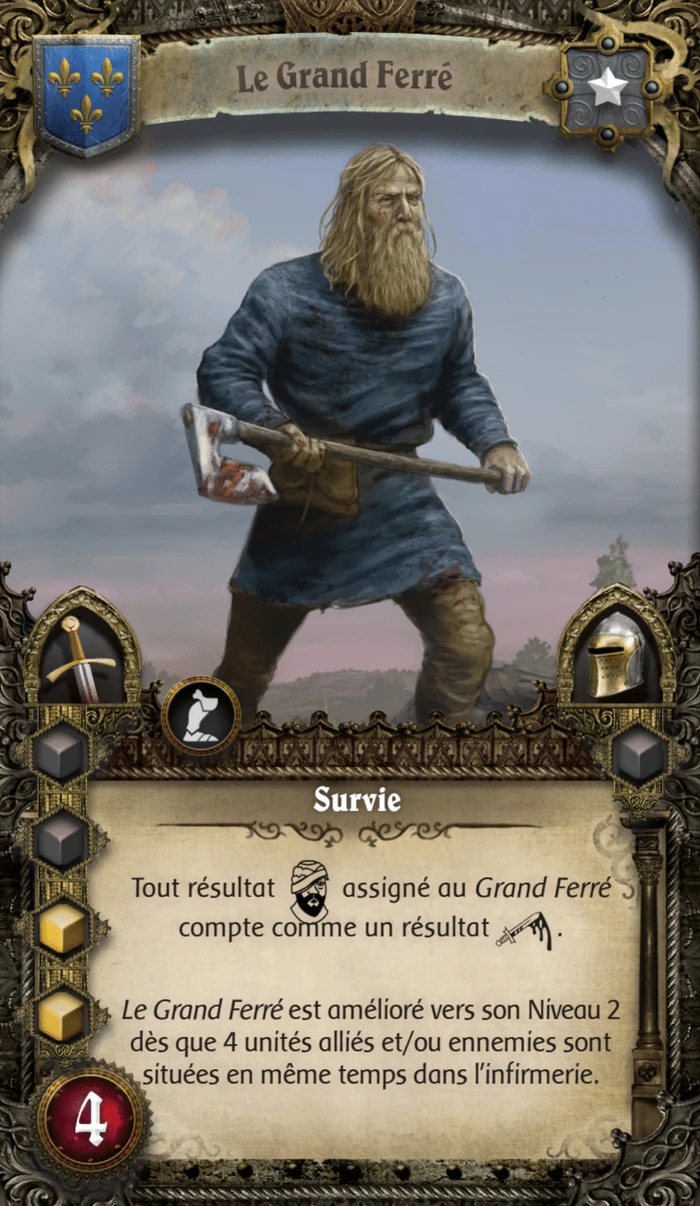 Le Grand Ferré
Survie
Tout résultat assigné au Grand Ferré
compte comme un résultat .
Le Grand Ferré est amélioré vers son Niveau 2
dès que 4 unités alliés et/ou ennemies sont
situées en même temps dans l'infirmerie.
4